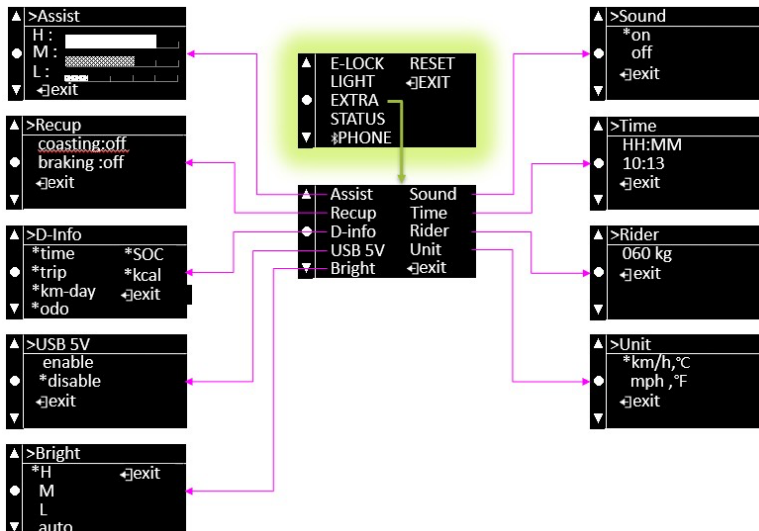 >Assist
H :
M :
L :
exit
>Recup
coasting:off
braking :off
exit
>D-Info
*time *SOC
*trip *kcal
*km-day exit
*odo
>USB 5V
enable
*disable
exit
>Bright
*H exit
M
L
auto
E-LOCK RESET
LIGHT EXIT
EXTRA
STATUS
PHONE
Assist Sound
Recup Time
D-info Rider
USB 5V Unit
Bright exit
>Sound
*on
off
exit
>Time
HH:MM
10:13
exit
>Rider
060 kg
exit
>Unit
*km/h,°C
mph ,°F
exit